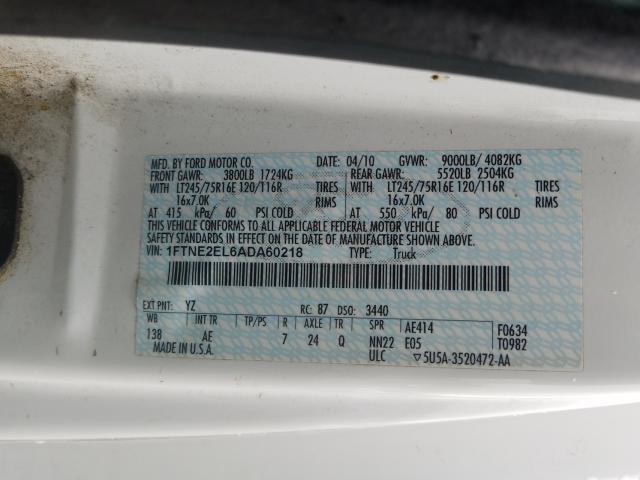 MFD. BY FORD MOTOR CO. DATE: 04/10 GVWR: 9000LB/ 4082KG
FRONT GAWR: 3800LB 1724KG REAR GAWR: 5520LB 2504KG
WITH LT245/75R16E 120/116R TIRES WITH LT245/75R16E 120/116R TIRES
16x7.0K RIMS 16x7.0K RIMS
AT 415 kPa/ 60 PSI COLD AT 550 kPa/ 80 PSI COLD
THIS VEHICLE CONFORMS TO ALL APPLICABLE FEDERAL MOTOR VEHICLE
SAFETY STANDARDS IN EFFECT ON THE DATE OF MANUFACTURE SHOWN ABOVE.
VIN: 1FTNE2EL6ADA60218 TYPE: Truck
EXT PNT: YZ RC: 87 DSO: 3440
WB INT TR TP/PS R AXLE TR SPR AE414 F0634
138 AE 7 24 Q NN22 E05 T0982
MADE IN U.S.A. ULC ▽5U5A-3520472-AA